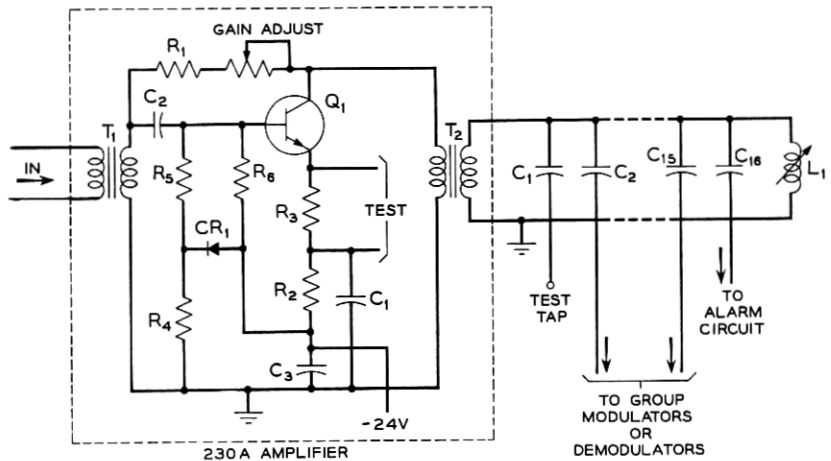 GAIN ADJUST
R1
C2
Q1
T1
T2
IN
R5
R6
R3
TEST
C1
C2
C15
C16
L1
CR1
R4
R2
C1
C3
-24V
TEST
TAP
TO
ALARM
CIRCUIT
TO GROUP
MODULATORS
OR
DEMODULATORS
230A AMPLIFIER